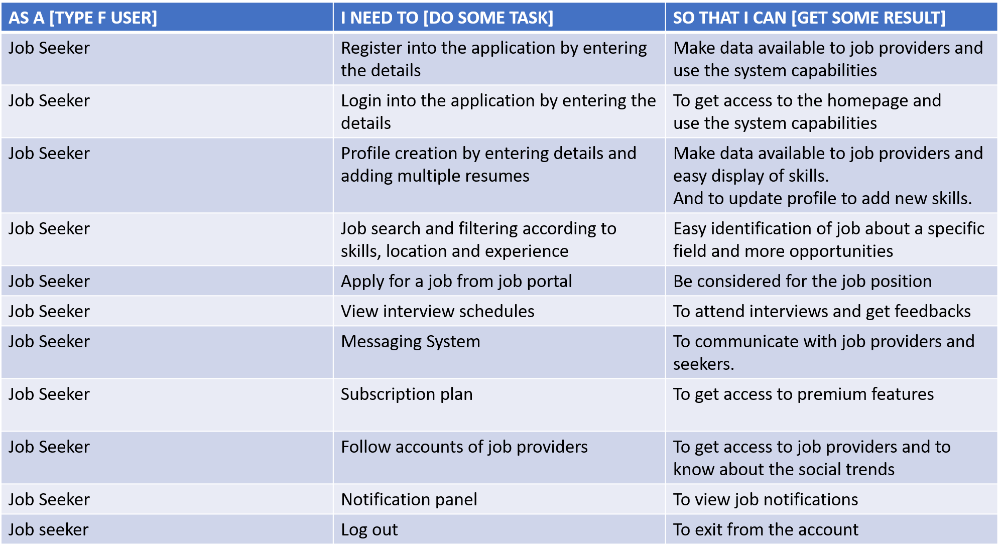 AS A [TYPE F USER]
I NEED TO [DO SOME TASK]
SO THAT I CAN [GET SOME RESULT]
Job Seeker
Register into the application by entering
the details
Make data available to job providers and
use the system capabilities
Job Seeker
Login into the application by entering the
details
To get access to the homepage and
use the system capabilities
Job Seeker
Profile creation by entering details and
adding multiple resumes
Make data available to job providers and
easy display of skills.
And to update profile to add new skills.
Job Seeker
Job search and filtering according to
skills, location and experience
Easy identification of job about a specific
field and more opportunities
Job Seeker
Apply for a job from job portal
Be considered for the job position
Job Seeker
View interview schedules
To attend interviews and get feedbacks
Job Seeker
Messaging System
To communicate with job providers and
seekers.
Job Seeker
Subscription plan
To get access to premium features
Job Seeker
Follow accounts of job providers
To get access to job providers and to
know about the social trends
Job Seeker
Notification panel
To view job notifications
Job seeker
Log out
To exit from the account